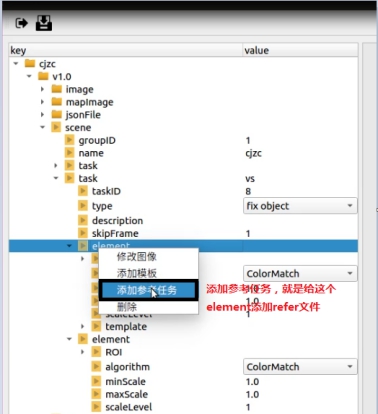 key value
cjzc
v1.0
image
mapImage
jsonFile
scene
groupID 1
name cjzc
task
task vs
taskID 8
type fix object
description
skipFrame 1
element
修改图像
添加模板 ColorMatch
添加参考任务 添加参考任务，就是给这个
1.0 element添加refer文件
删除
scaleLevel 1
template
element
ROI
algorithm ColorMatch
minScale 1.0
maxScale 1.0
scaleLevel 1